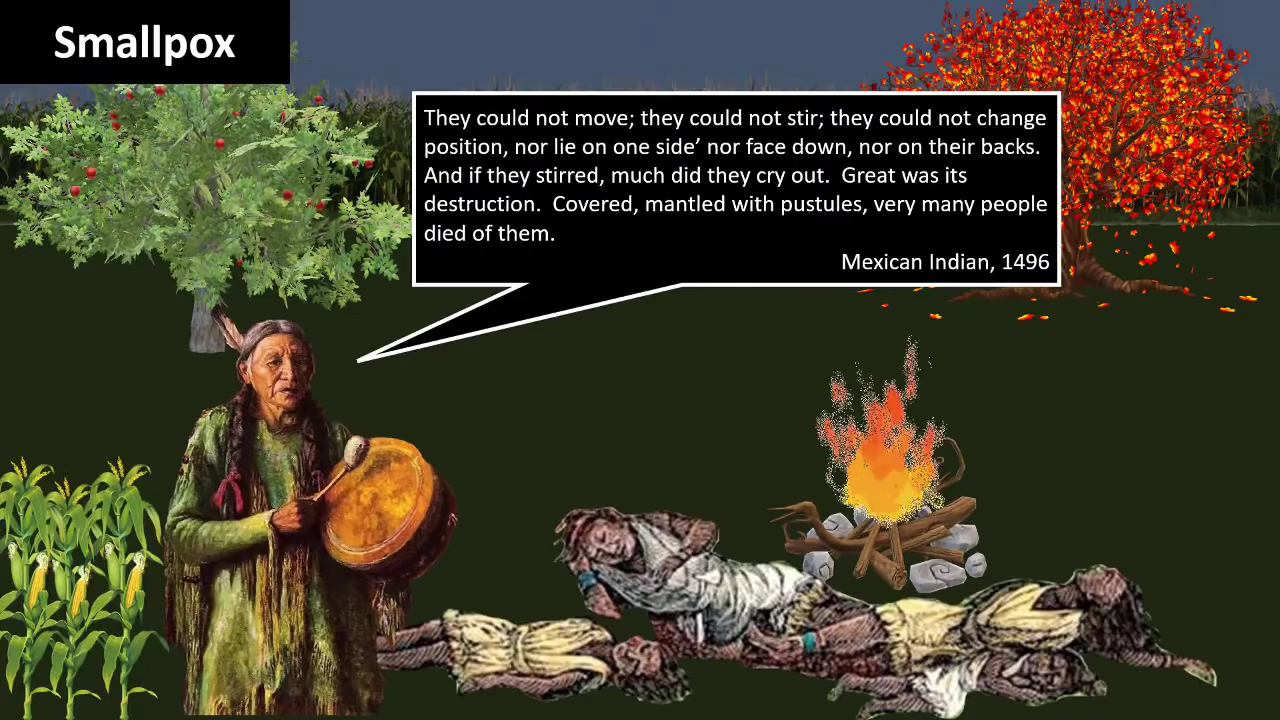 Smallpox
They could not move; they could not stir; they could not change
position, nor lie on one side’ nor face down, nor on their backs.
And if they stirred, much did they cry out.  Great was its
destruction.  Covered, mantled with pustules, very many people
died of them.
Mexican Indian, 1496